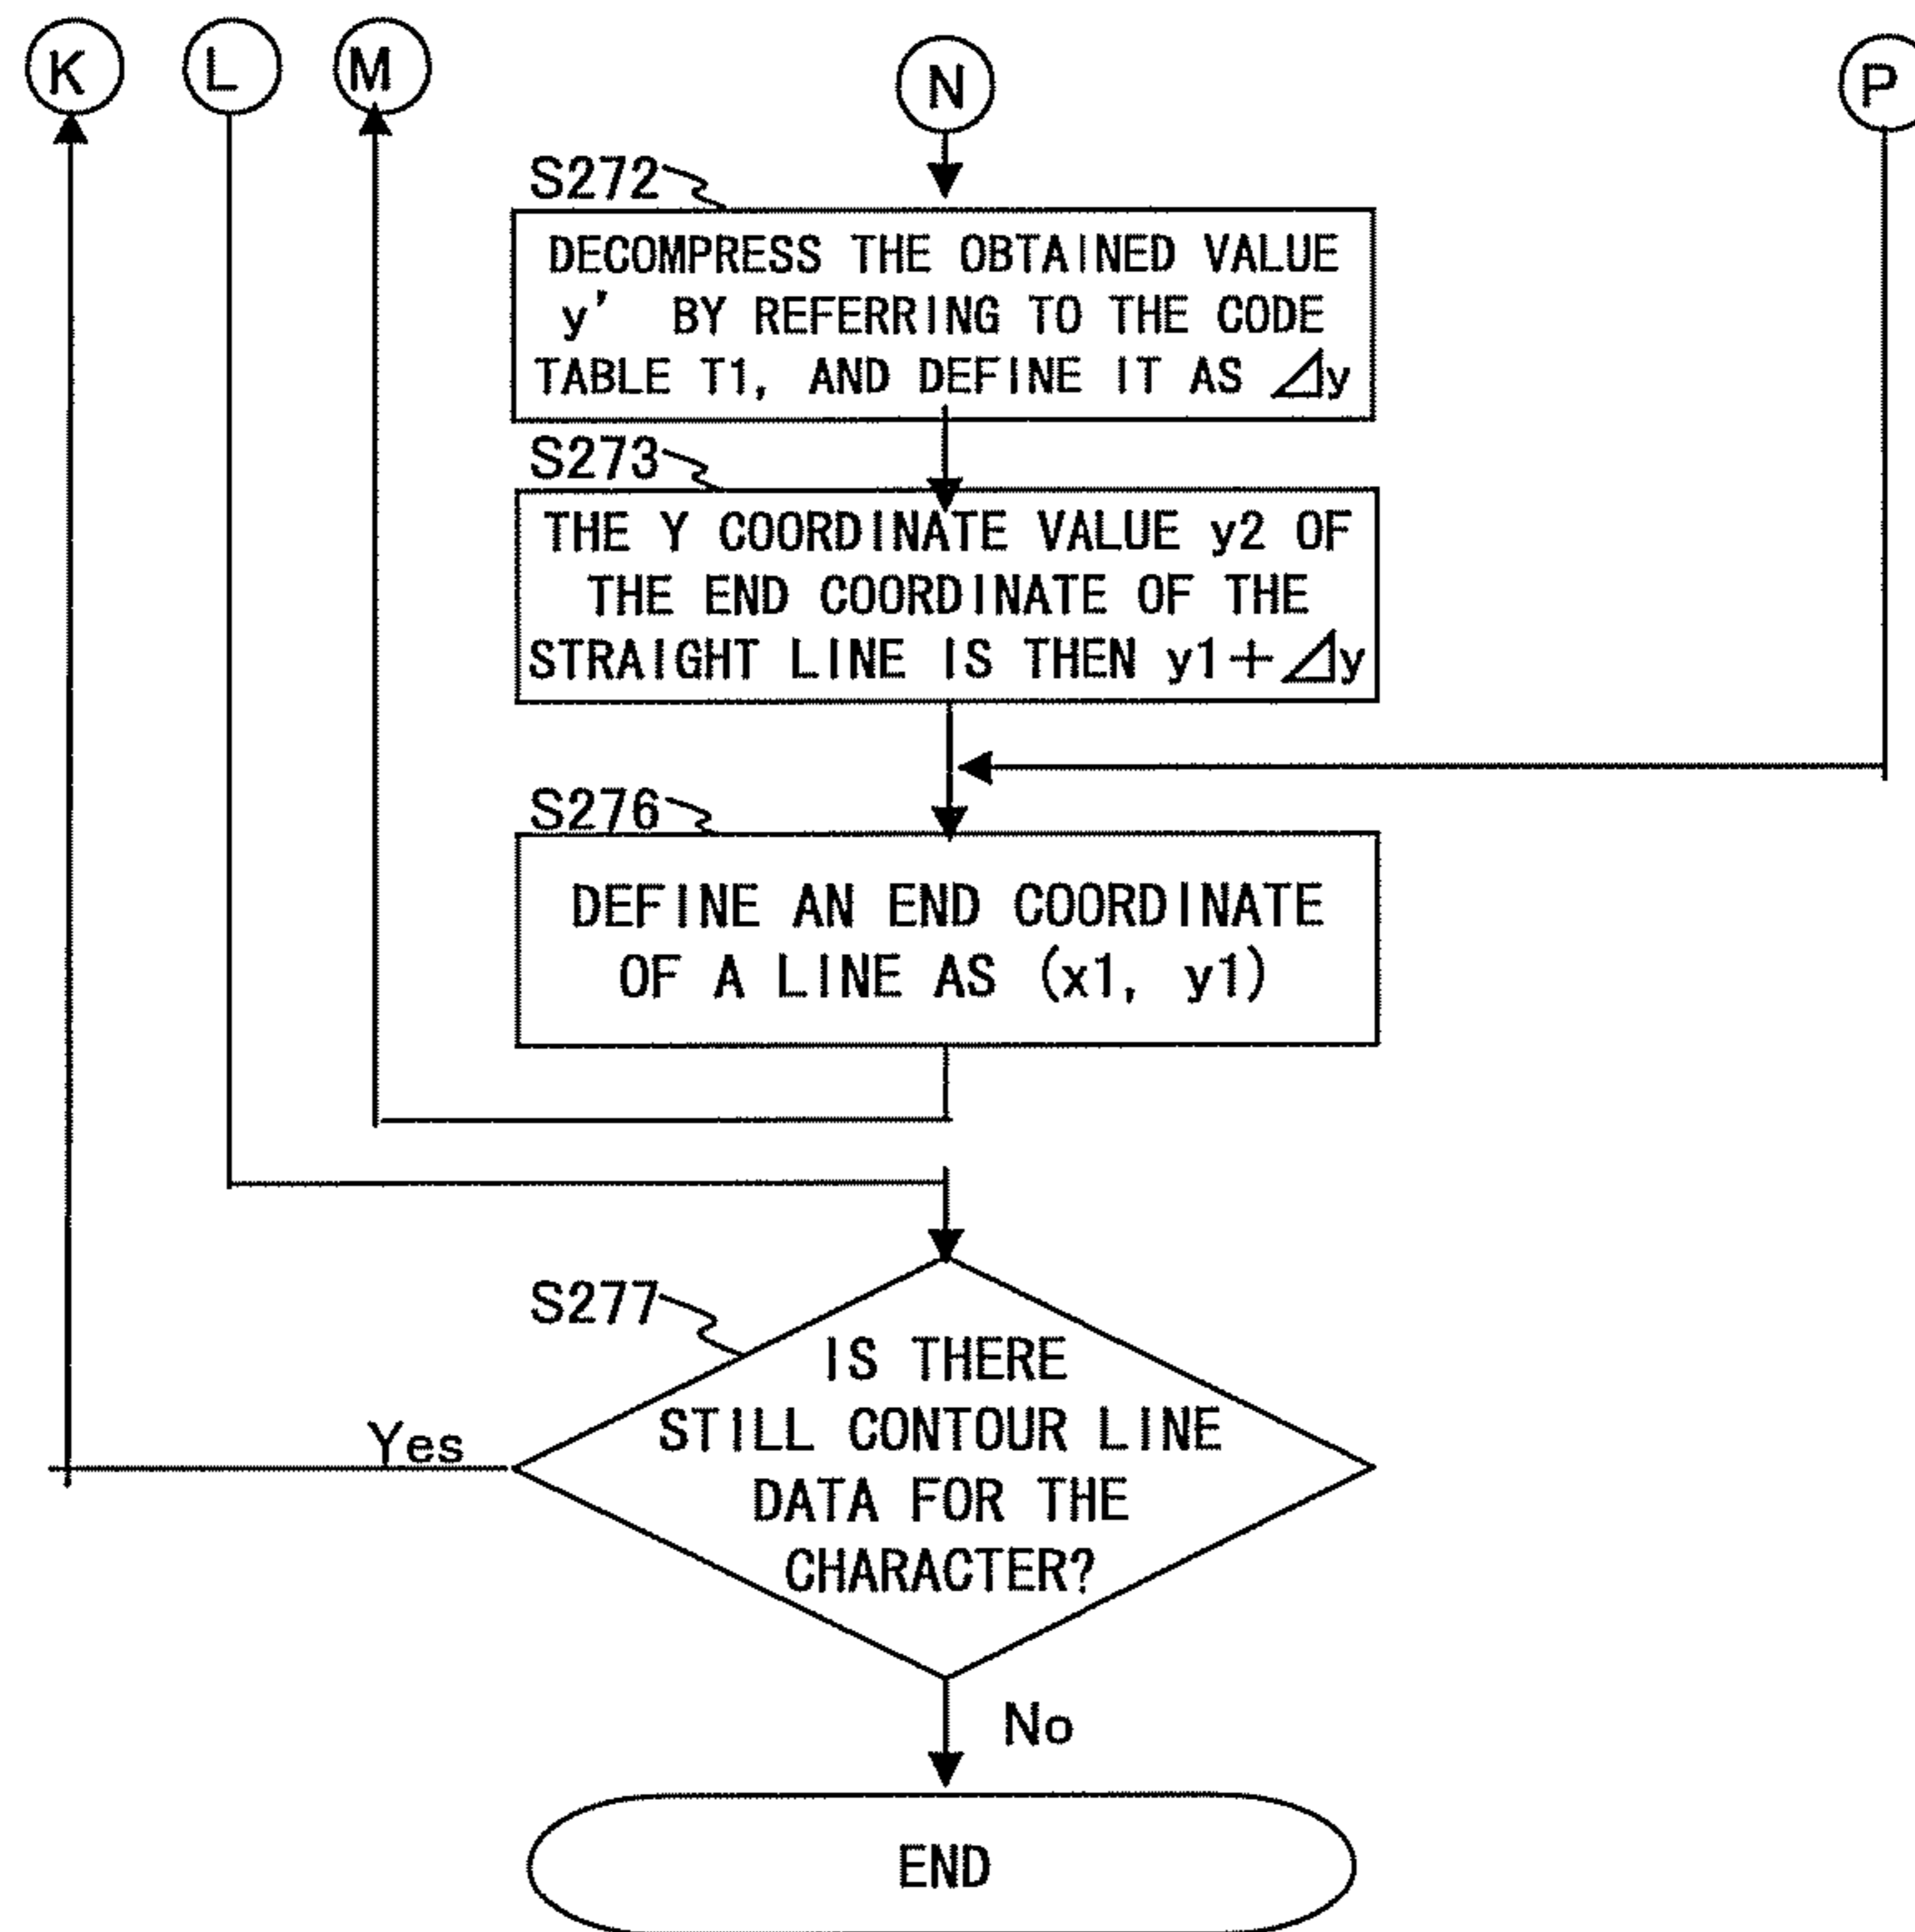 K L M N P
S272
DECOMPRESS THE OBTAINED VALUE
y' BY REFERRING TO THE CODE
TABLE T1, AND DEFINE IT AS ⊿y
S273
THE Y COORDINATE VALUE y2 OF
THE END COORDINATE OF THE
STRAIGHT LINE IS THEN y1+⊿y
S276
DEFINE AN END COORDINATE
OF A LINE AS (x1, y1)
S277
IS THERE
STILL CONTOUR LINE
DATA FOR THE
CHARACTER?
Yes
No
END